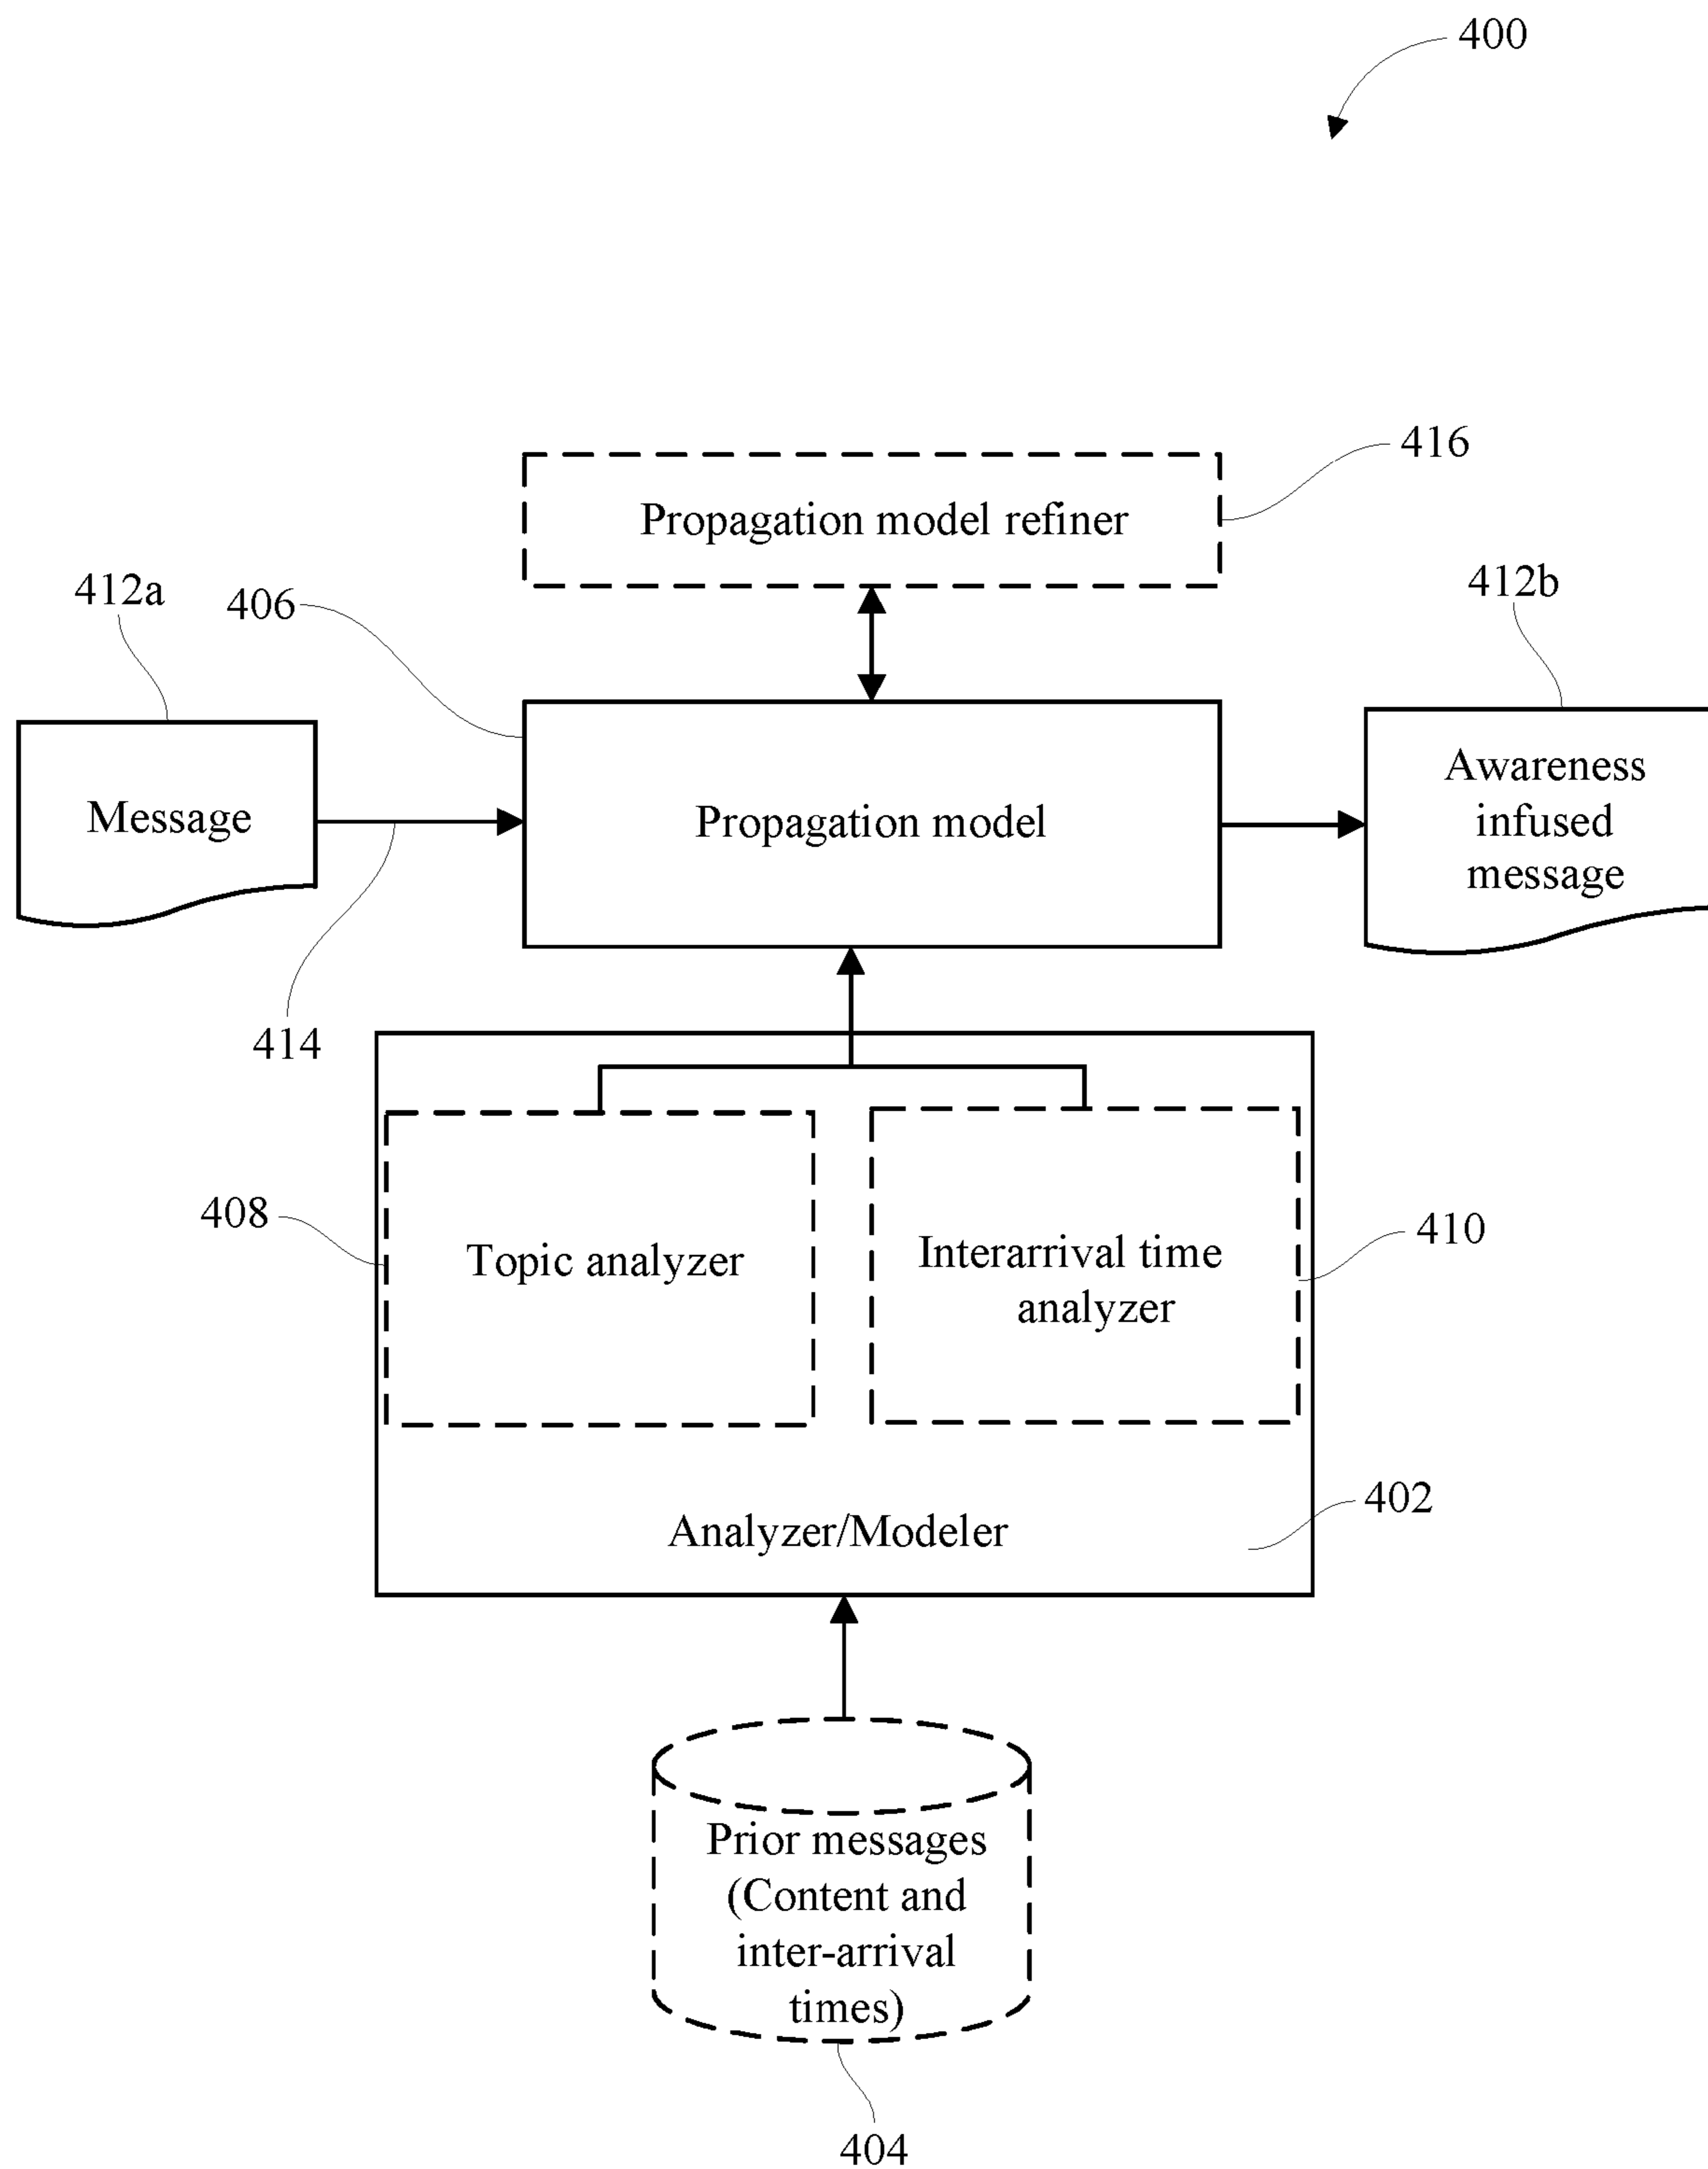 400
416
Propagation model refiner
412a
406
412b
Message
Propagation model
Awareness
infused
message
414
408
Topic analyzer
Interarrival time
analyzer
410
402
Analyzer/Modeler
Prior messages
(Content and
inter-arrival
times)
404